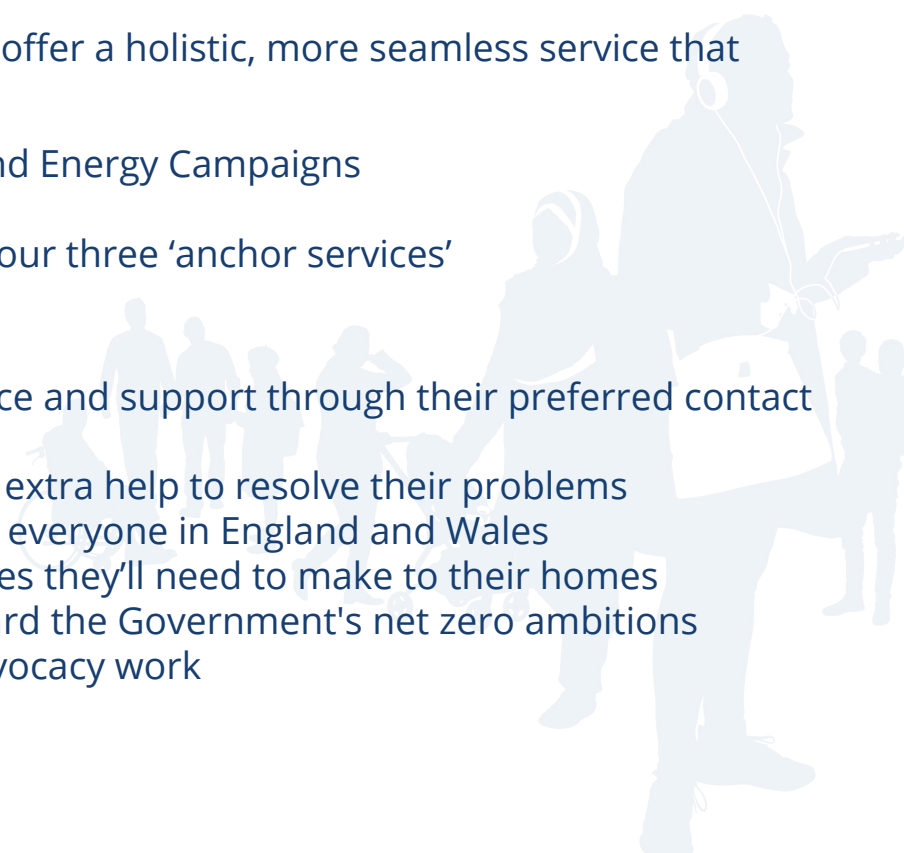 offer a holistic, more seamless service that
nd Energy Campaigns
our three ‘anchor services’
ce and support through their preferred contact
extra help to resolve their problems
everyone in England and Wales
es they’ll need to make to their homes
ard the Government's net zero ambitions
vocacy work